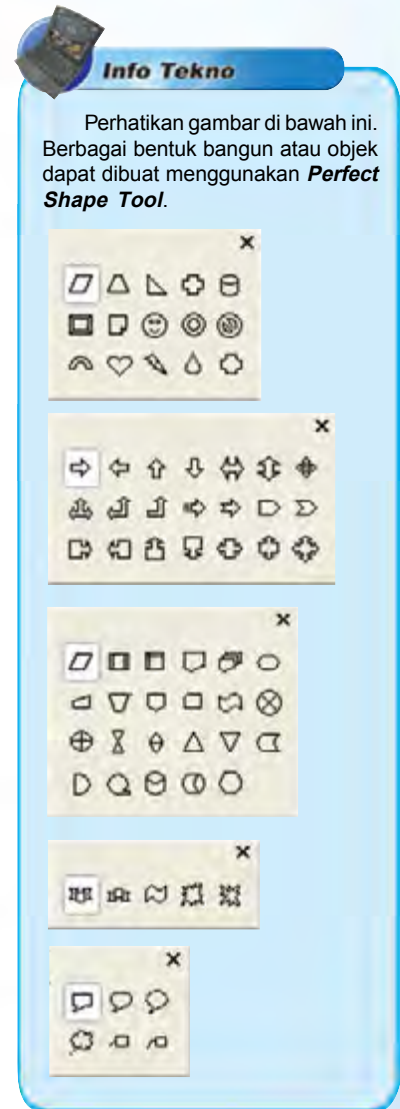 Info Tekno
Perhatikan gambar di bawah ini.
Berbagai bentuk bangun atau objek
dapat dibuat menggunakan Perfect
Shape Tool.